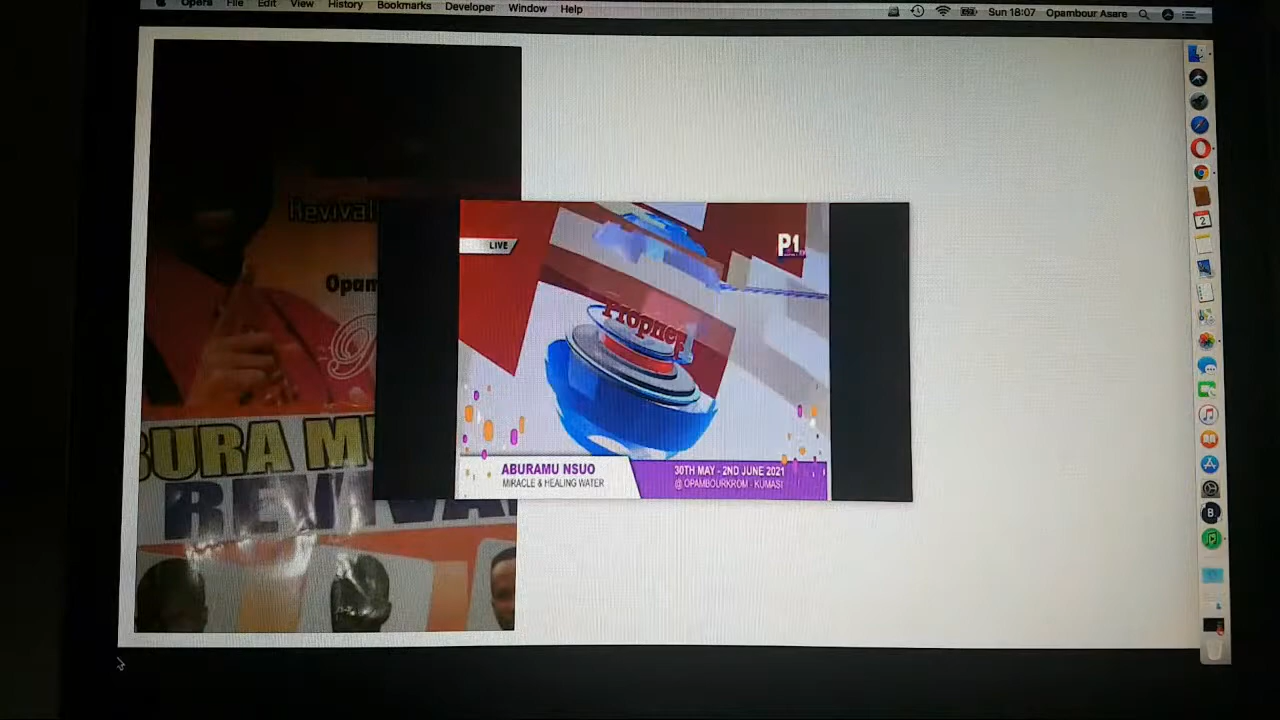 Opera File Edit View History Bookmarks Developer Window Help
Sun 18:07 Opambour Asare
Revival
Opam
BURA MU
REVIVA
LIVE
P1
Prophet
ABURAMU NSUO
MIRACLE & HEALING WATER
30TH MAY - 2ND JUNE 2021
@ OPAMBOURKROM - KUMASI
2
B